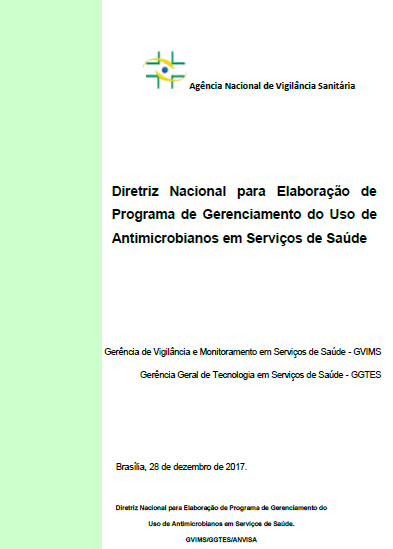 Agência Nacional de Vigilância Sanitária
Diretriz Nacional para Elaboração de
Programa de Gerenciamento do Uso de
Antimicrobianos em Serviços de Saúde
Gerência de Vigilância e Monitoramento em Serviços de Saúde - GVIMS
Gerência Geral de Tecnologia em Serviços de Saúde - GGTES
Brasília, 28 de dezembro de 2017.
Diretriz Nacional para Elaboração de Programa de Gerenciamento do
Uso de Antimicrobianos em Serviços de Saúde.
GVIMS/GGTES/ANVISA